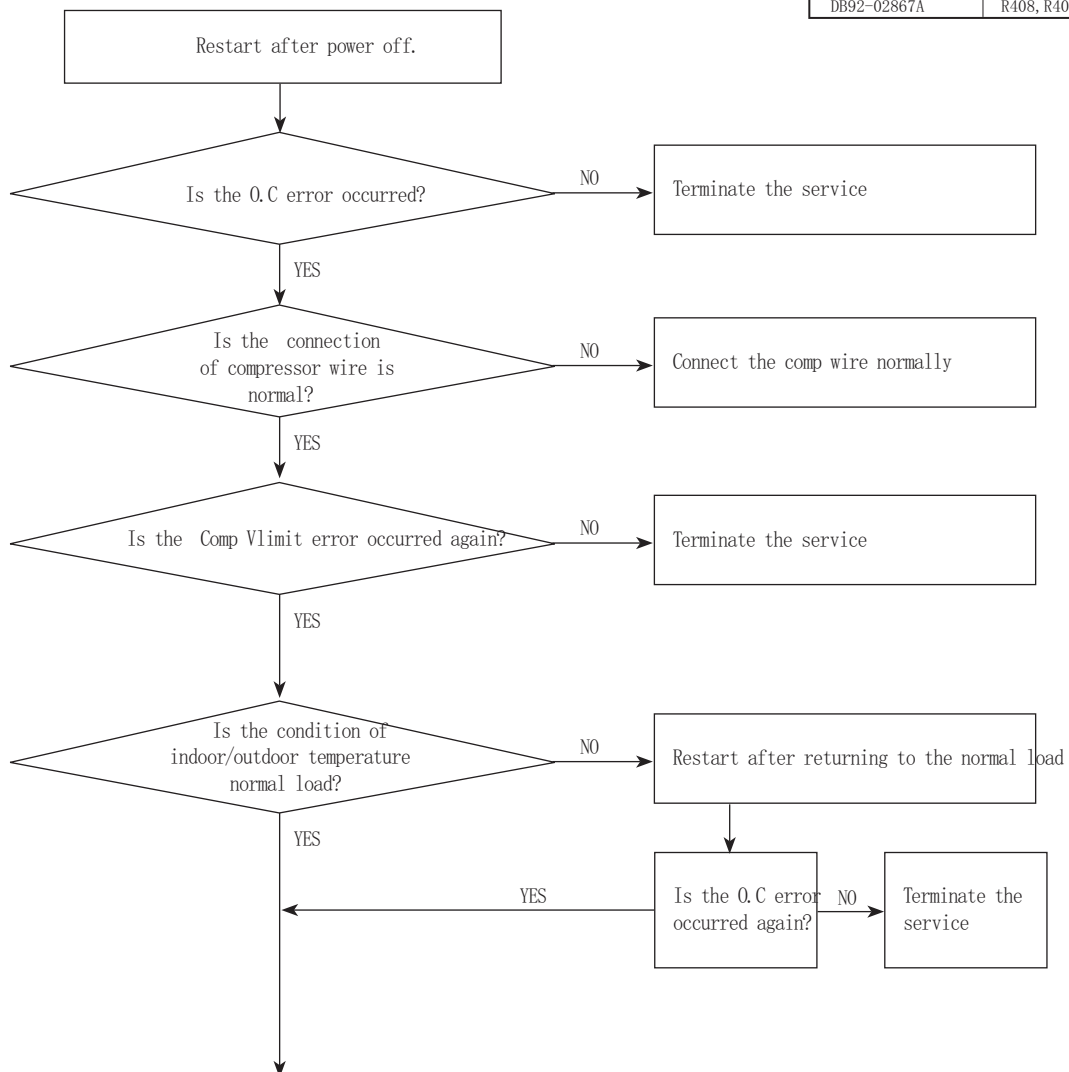 DB92-02867A R408,R40
Restart after power off.
Is the O.C error occurred?
NO
Terminate the service
YES
Is the connection
of compressor wire is
normal?
NO
Connect the comp wire normally
YES
Is the Comp Vlimit error occurred again?
NO
Terminate the service
YES
Is the condition of
indoor/outdoor temperature
normal load?
NO
Restart after returning to the normal load
YES
YES
Is the O.C error
occurred again?
NO
Terminate the
service